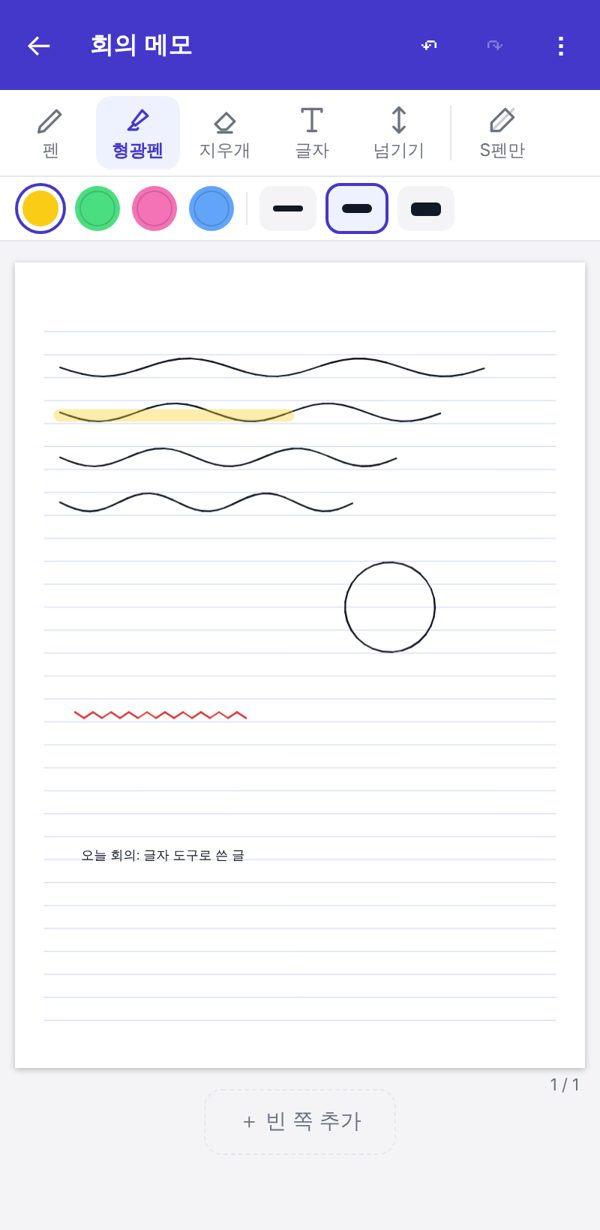 회의 메모
펜
형광펜
지우개
글자
넘기기
S펜만
오늘 회의: 글자 도구로 쓴 글
1 / 1
+ 빈 쪽 추가